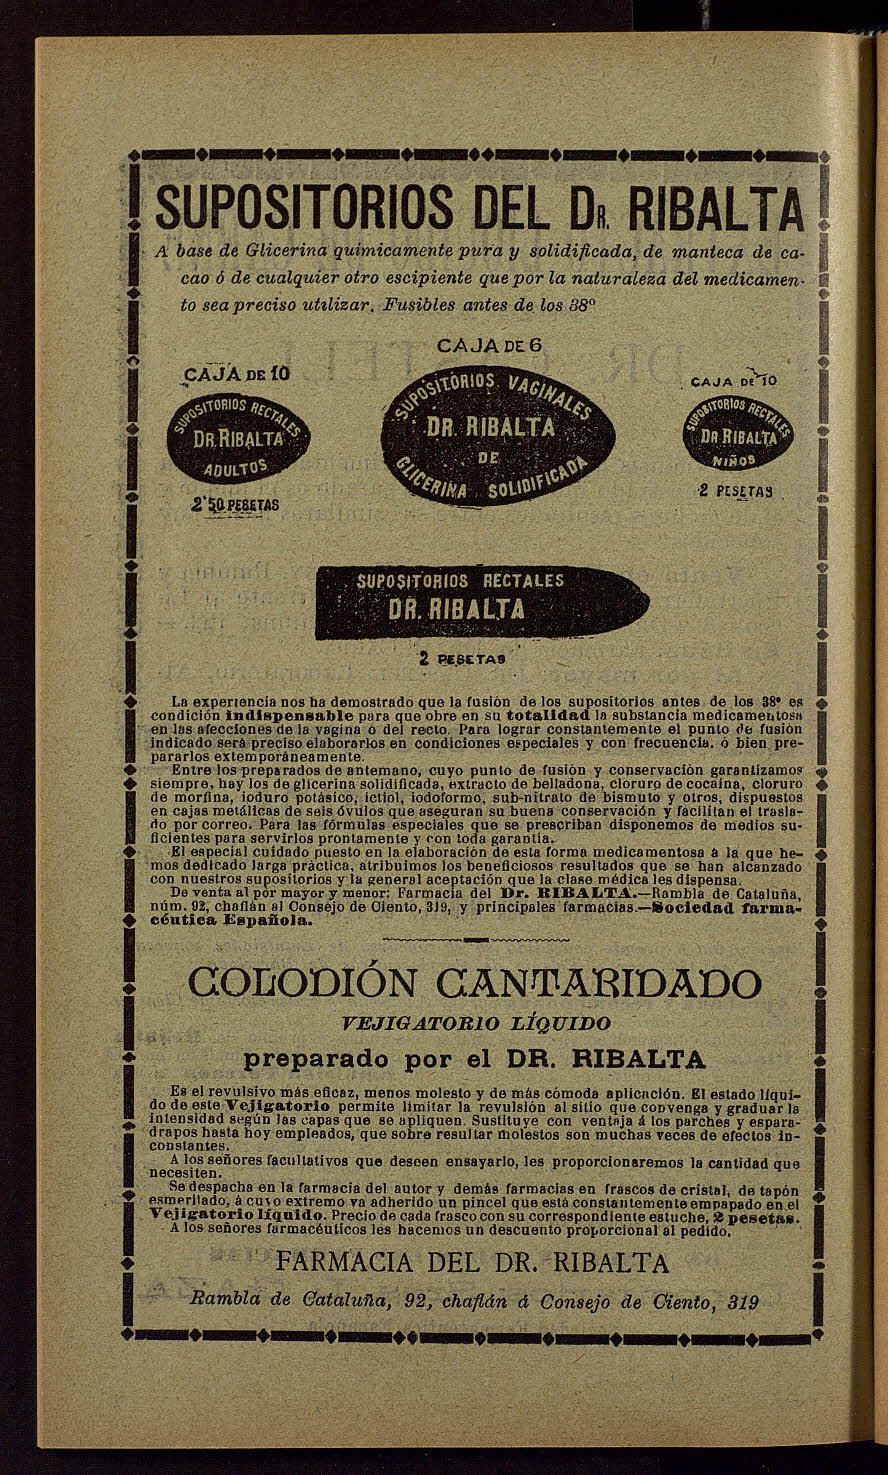 SUPOSITORIOS DEL DR. RIBALTA
A base de Glicerina químicamente pura y solidificada, de manteca de ca-
cao ó de cualquier otro escipiente que por la naturaleza del medicamen-
to sea preciso utilizar. Fusibles antes de los 38º
CAJA DE 6
CAJA DE 10
CAJA DE 10
SUPOSITORIOS RECTALES
DR. RIBALTA
ADULTOS
2'50 PESETAS
SUPOSITORIOS VAGINALES
DR. RIBALTA
DE
GLICERINA SOLIDIFICADA
SUPOSITORIOS RECTALES
DR. RIBALTA
NIÑOS
2 PESETAS
SUPOSITORIOS RECTALES
DR. RIBALTA
2 PESETAS
La experiencia nos ha demostrado que la fusión de los supositorios antes de los 38º es
condición indispensable para que obre en su totalidad la substancia medicamentosa
en las afecciones de la vagina ó del recto. Para lograr constantemente el punto de fusión
indicado será preciso elaborarlos en condiciones especiales y con frecuencia, ó bien pre-
pararlos extemporáneamente.
Entre los preparados de antemano, cuyo punto de fusión y conservación garantizamos
siempre, hay los de glicerina solidificada, extracto de belladona, cloruro de cocaína, cloruro
de morfina, ioduro potásico, ictiol, iodoformo, sub-nitrato de bismuto y otros, dispuestos
en cajas metálicas de seis óvulos que aseguran su buena conservación y facilitan el trasla-
do por correo. Para las fórmulas especiales que se prescriban disponemos de medios su-
ficientes para servirlos prontamente y con toda garantía.
El especial cuidado puesto en la elaboración de esta forma medicamentosa á la que he-
mos dedicado larga práctica, atribuimos los beneficiosos resultados que se han alcanzado
con nuestros supositorios y la general aceptación que la clase médica les dispensa.
De venta al por mayor y menor: Farmacia del Dr. RIBALTA.—Rambla de Cataluña,
núm. 92, chaflán al Consejo de Ciento, 319, y principales farmacias.—Sociedad farma-
céutica Española.
COLODIÓN CANTARIDADO
VEJIGATORIO LÍQUIDO
preparado por el DR. RIBALTA
Es el revulsivo más eficaz, menos molesto y de más cómoda aplicación. El estado líqui-
do de este Vejigatorio permite limitar la revulsión al sitio que convenga y graduar la
intensidad según las capas que se apliquen. Sustituye con ventaja á los parches y espara-
drapos hasta hoy empleados, que sobre resultar molestos son muchas veces de efectos in-
constantes.
A los señores facultativos que deseen ensayarlo, les proporcionaremos la cantidad que
necesiten.
Se despacha en la farmacia del autor y demás farmacias en frascos de cristal, de tapón
esmerilado, á cuyo extremo va adherido un pincel que está constantemente empapado en el
Vejigatorio líquido. Precio de cada frasco con su correspondiente estuche, 2 pesetas.
A los señores farmacéuticos les hacemos un descuento proporcional al pedido.
FARMACIA DEL DR. RIBALTA
Rambla de Cataluña, 92, chaflán á Consejo de Ciento, 319